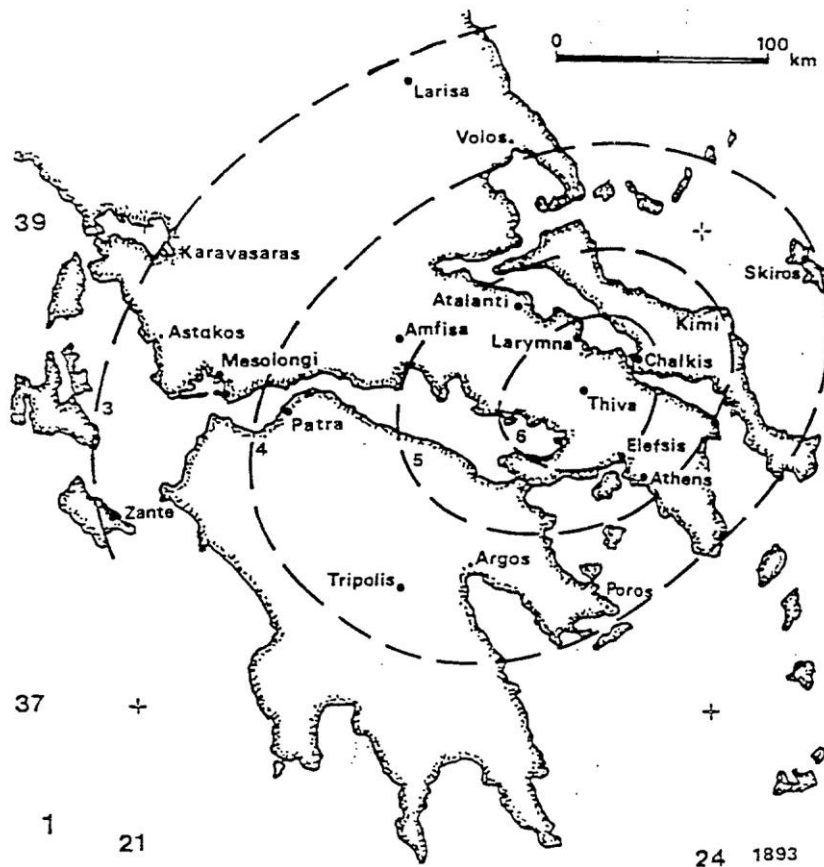 0 100
km
Larisa
Volos
39
Karavasaras
Skiros
Atalanti
Kimi
Astakos
Amfisa
Larymna
Mesolongi
Chalkis
3
Thiva
Patra
4
5
6
Elefsis
Athens
Zante
Argos
Tripolis
Poros
37
1
21
24 1893